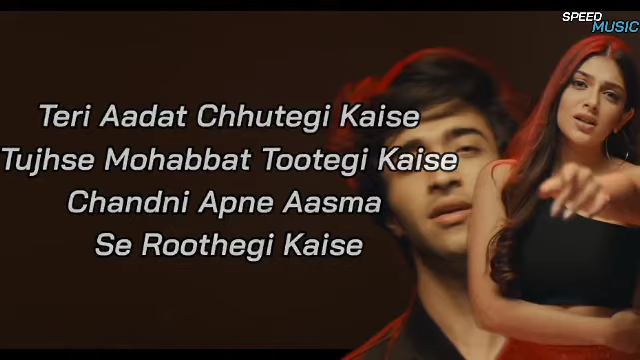 SPEED
MUSIC
Teri Aadat Chhutegi Kaise
Tujhse Mohabbat Tootegi Kaise
Chandni Apne Aasma
Se Roothegi Kaise